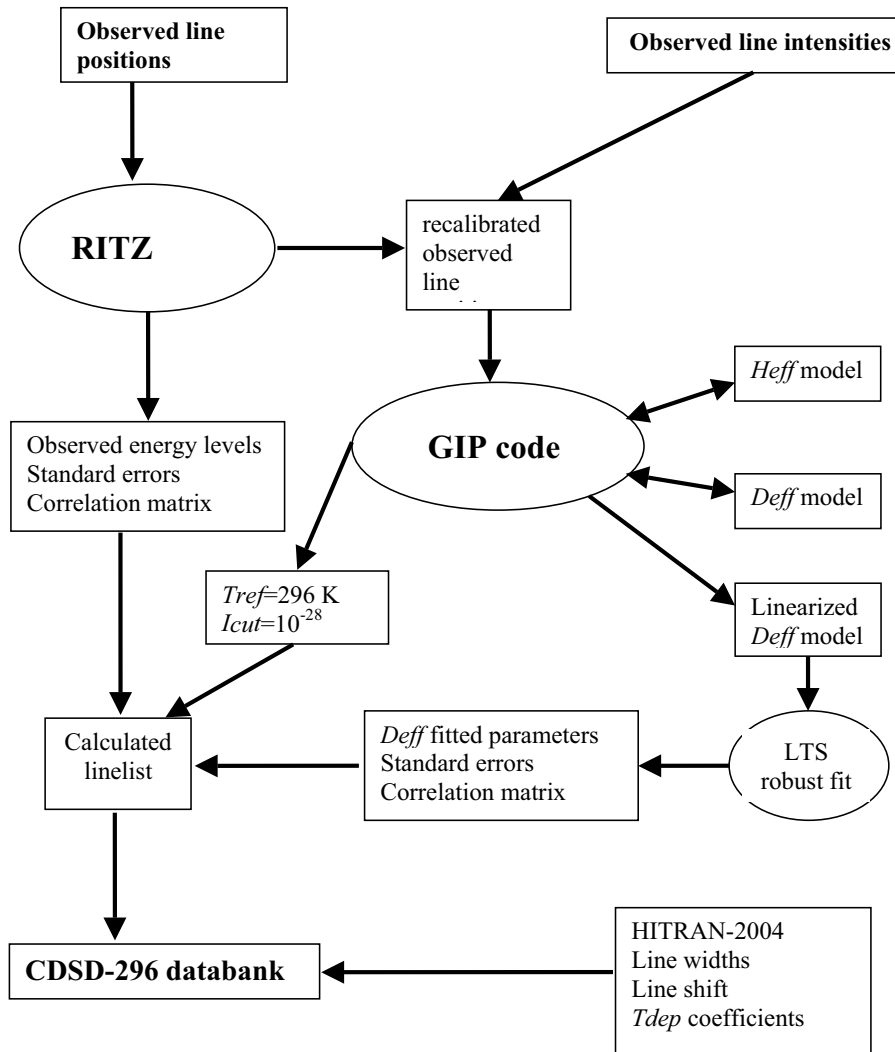 Observed line
positions
Observed line intensities
RITZ
recalibrated
observed
line
Heff model
GIP code
Observed energy levels
Standard errors
Correlation matrix
Deff model
Tref=296 K
Icut=10⁻²⁸
Linearized
Deff model
Calculated
linelist
Deff fitted parameters
Standard errors
Correlation matrix
LTS
robust fit
CDSD-296 databank
HITRAN-2004
Line widths
Line shift
Tdep coefficients